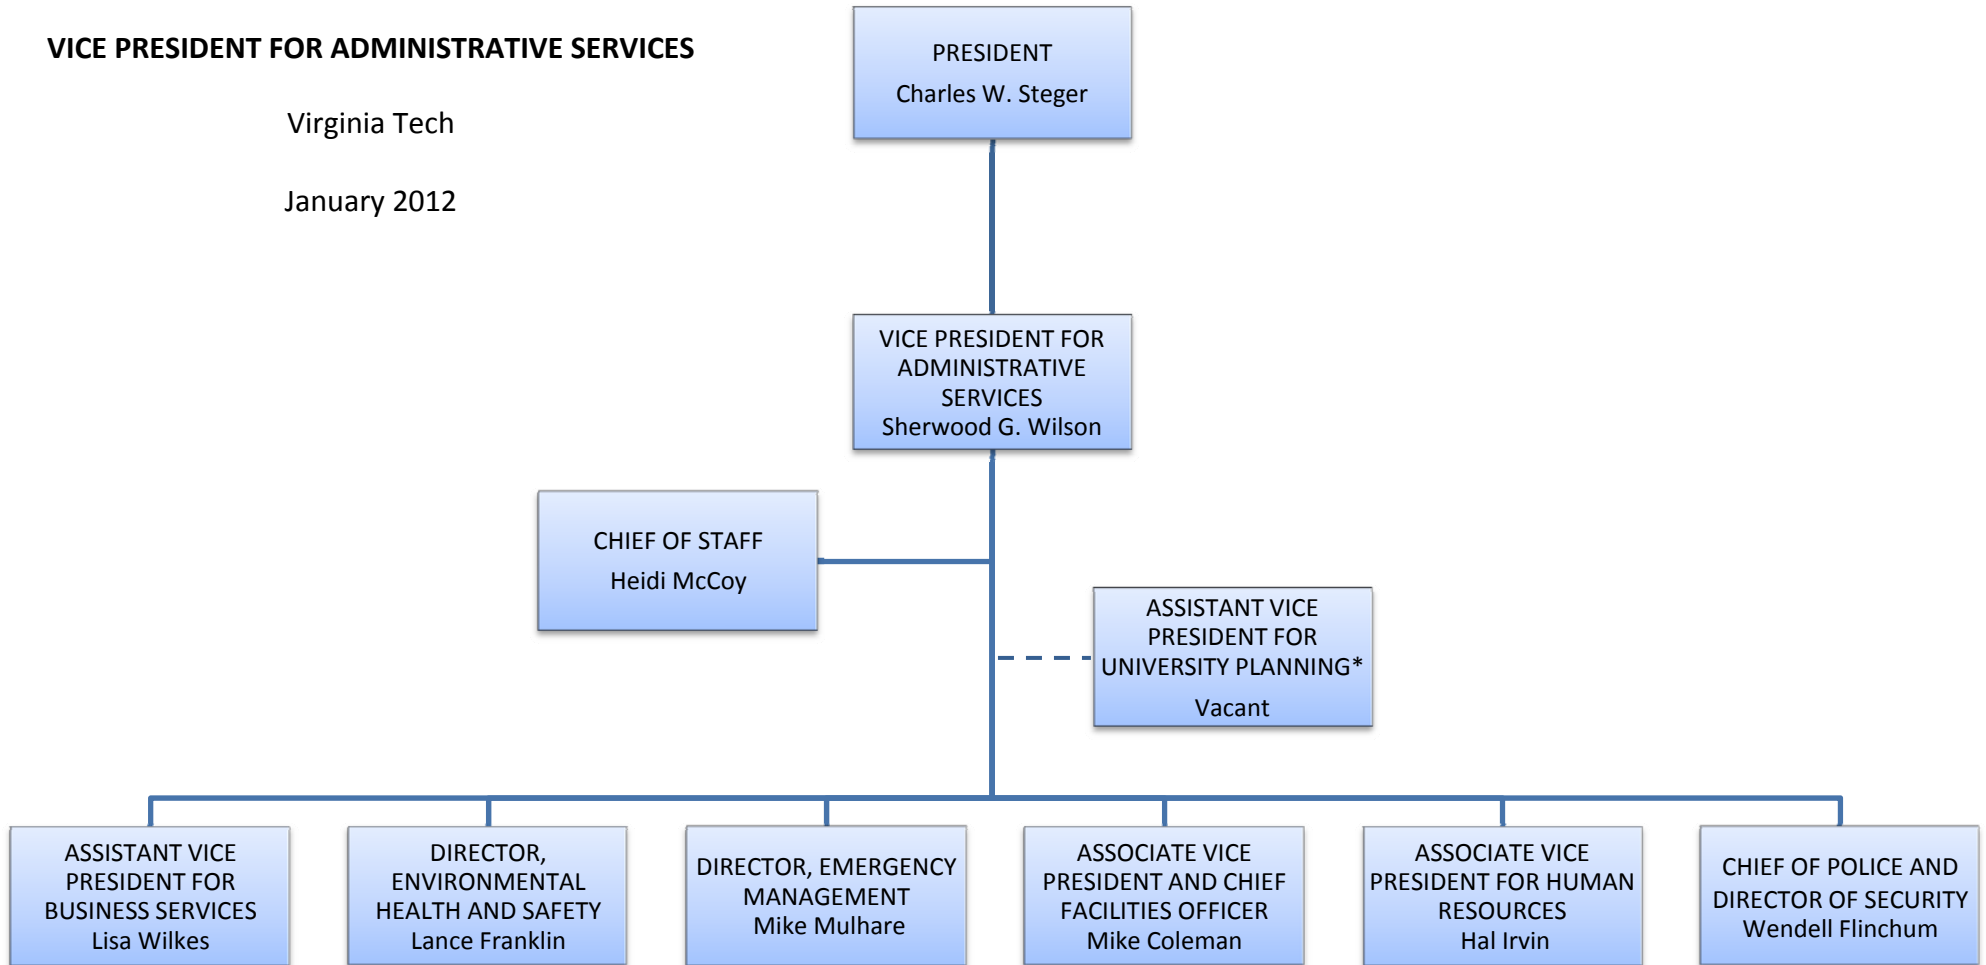 VICE PRESIDENT FOR ADMINISTRATIVE SERVICES
Virginia Tech
January 2012
PRESIDENT
Charles W. Steger
VICE PRESIDENT FOR
ADMINISTRATIVE
SERVICES
Sherwood G. Wilson
CHIEF OF STAFF
Heidi McCoy
ASSISTANT VICE
PRESIDENT FOR
UNIVERSITY PLANNING*
Vacant
ASSISTANT VICE
PRESIDENT FOR
BUSINESS SERVICES
Lisa Wilkes
DIRECTOR,
ENVIRONMENTAL
HEALTH AND SAFETY
Lance Franklin
DIRECTOR, EMERGENCY
MANAGEMENT
Mike Mulhare
ASSOCIATE VICE
PRESIDENT AND CHIEF
FACILITIES OFFICER
Mike Coleman
ASSOCIATE VICE
PRESIDENT FOR HUMAN
RESOURCES
Hal Irvin
CHIEF OF POLICE AND
DIRECTOR OF SECURITY
Wendell Flinchum